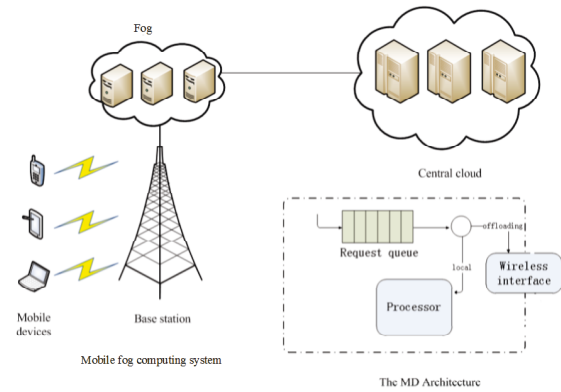 Fog
Central cloud
Request queue
offloading
local
Wireless
interface
Processor
Mobile
devices
Base station
Mobile fog computing system
The MD Architecture